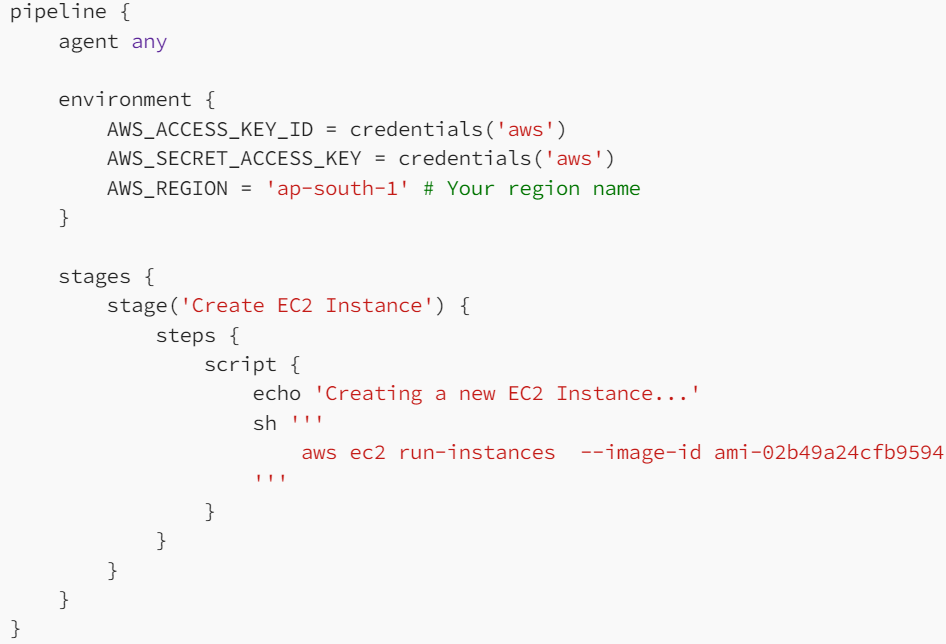 pipeline {
    agent any

    environment {
        AWS_ACCESS_KEY_ID = credentials('aws')
        AWS_SECRET_ACCESS_KEY = credentials('aws')
        AWS_REGION = 'ap-south-1' # Your region name
    }

    stages {
        stage('Create EC2 Instance') {
            steps {
                script {
                    echo 'Creating a new EC2 Instance...'
                    sh '''
                        aws ec2 run-instances  --image-id ami-02b49a24cfb9594
                    '''
                }
            }
        }
    }
}